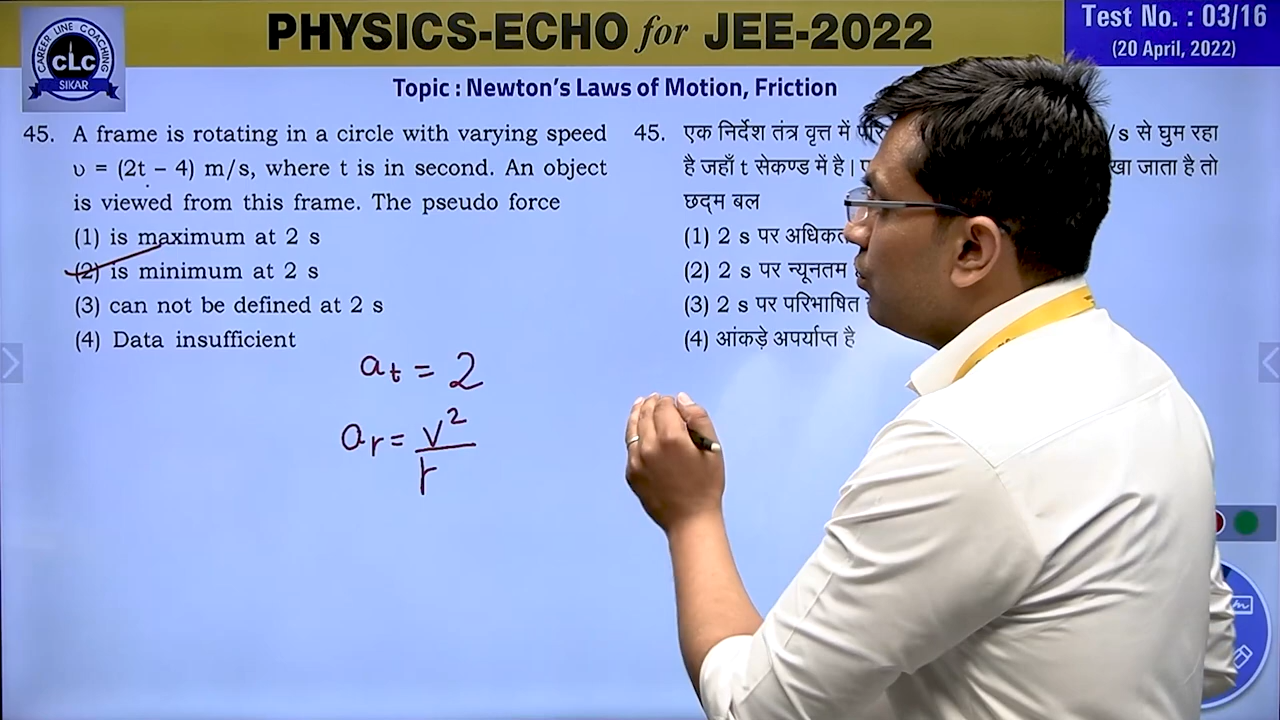 PHYSICS-ECHO for JEE-2022
Test No. : 03/16
(20 April, 2022)
CAREER LINE COACHING
CLC
SIKAR
Topic : Newton's Laws of Motion, Friction
45. A frame is rotating in a circle with varying speed
υ = (2t – 4) m/s, where t is in second. An object
is viewed from this frame. The pseudo force
(1) is maximum at 2 s
(2) is minimum at 2 s
(3) can not be defined at 2 s
(4) Data insufficient
45. एक निर्देश तंत्र वृत्त में /s से घुम रहा
है जहाँ t सेकण्ड में है। जाता है तो
छद्म बल
(1) 2 s पर
(2) 2 s पर न्यूनतम
(3) 2 s पर परिभाषित
(4) आंकड़े अपर्याप्त है
a_t = 2
a_r = v²/r